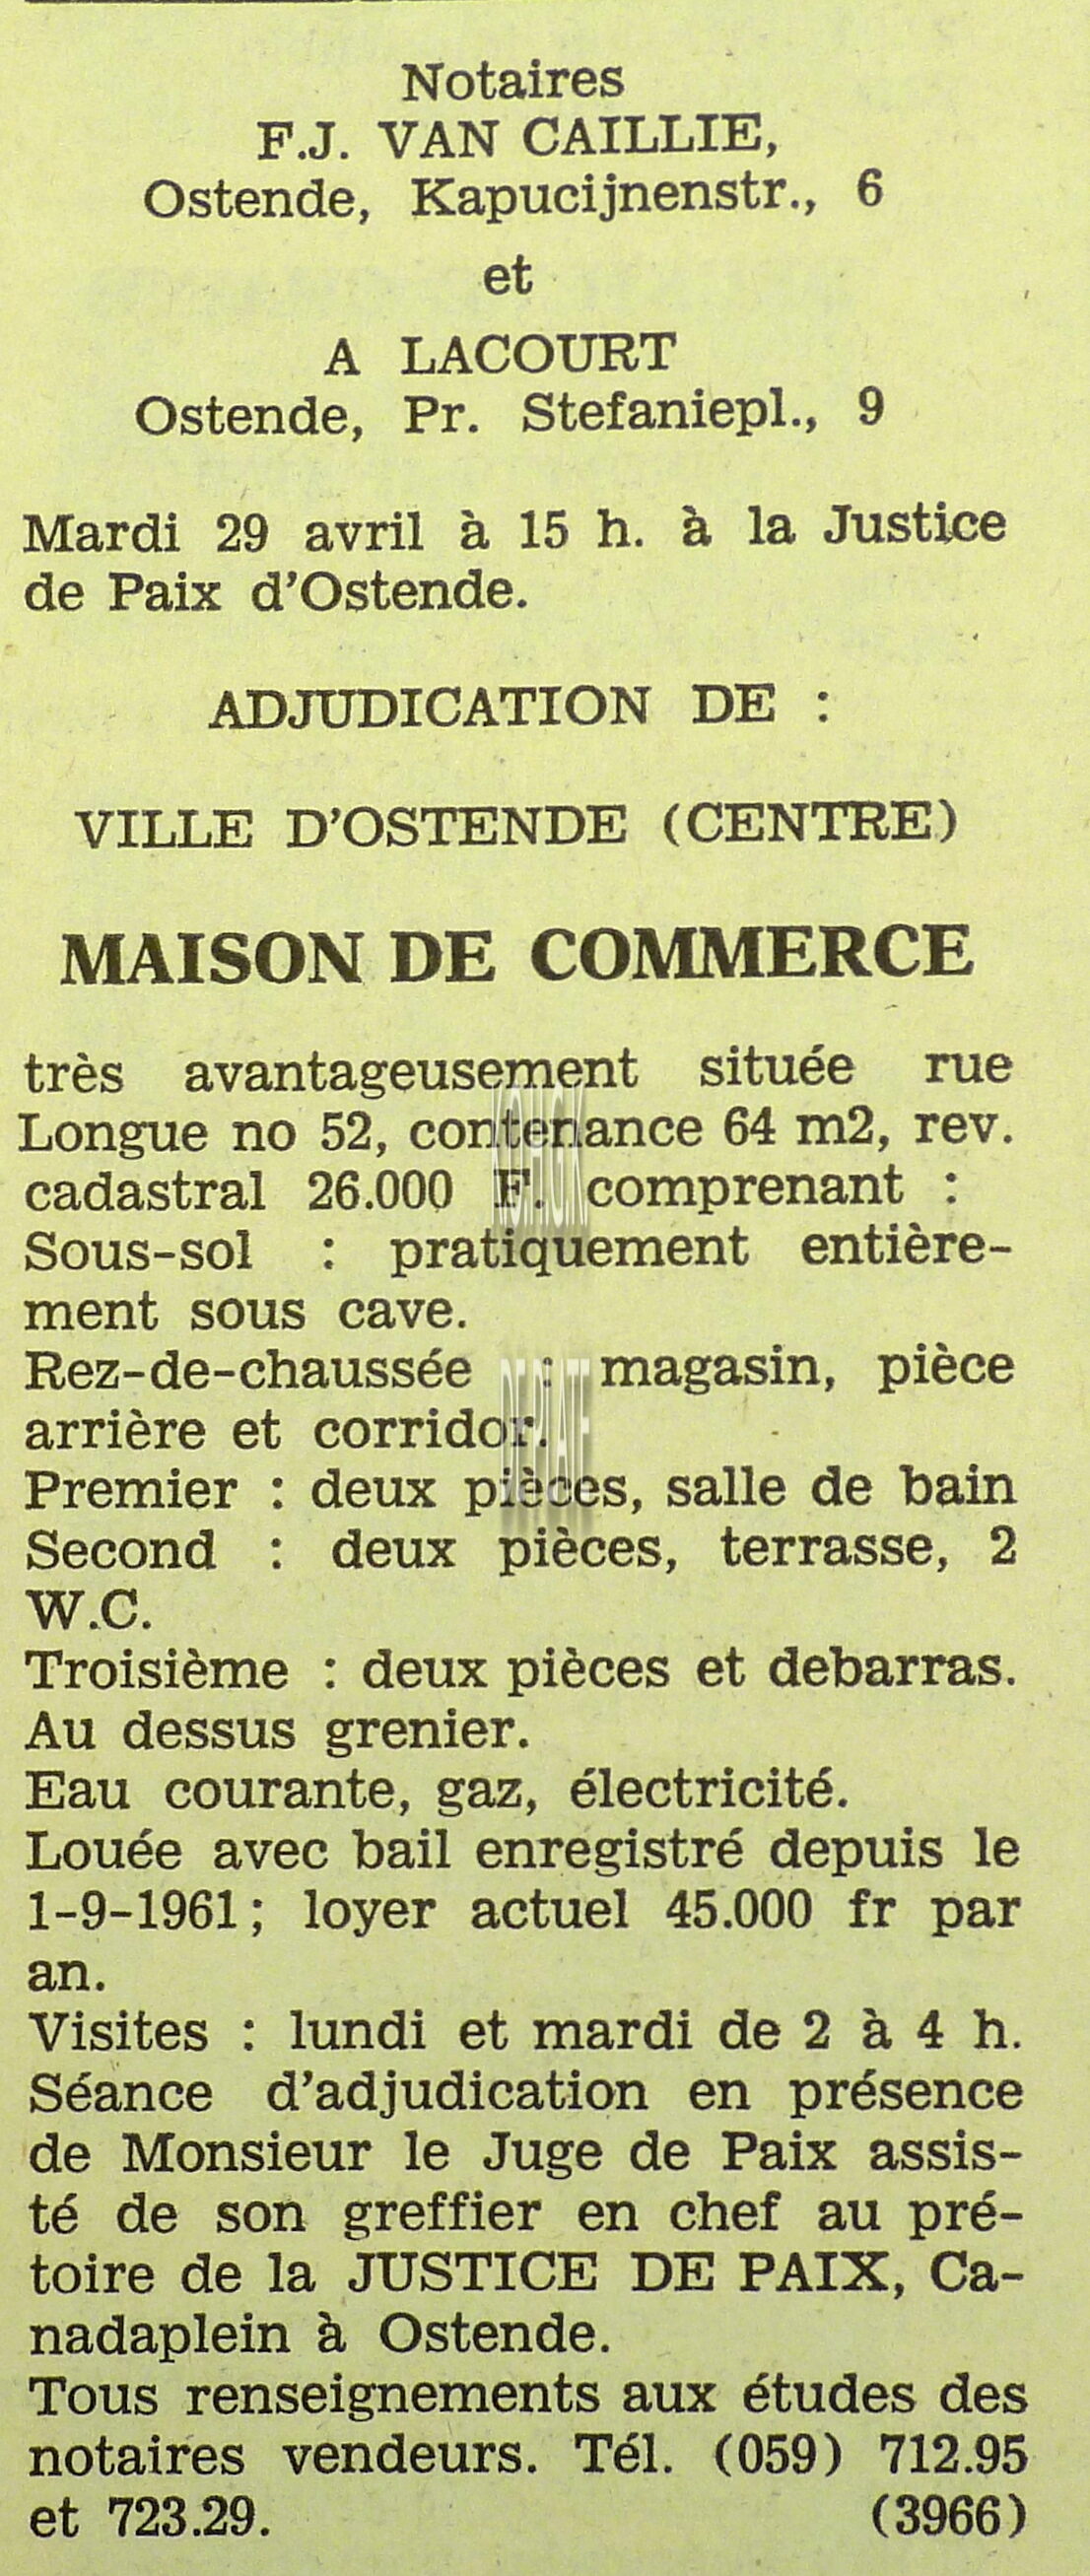 Notaires
F.J. VAN CAILLIE,
Ostende, Kapucijnenstr., 6
et
A LACOURT
Ostende, Pr. Stefaniepl., 9
Mardi 29 avril à 15 h. à la Justice
de Paix d'Ostende.
ADJUDICATION DE :
VILLE D'OSTENDE (CENTRE)
MAISON DE COMMERCE
très avantageusement située rue
Longue no 52, contenance 64 m2, rev.
cadastral 26.000 F. comprenant :
Sous-sol : pratiquement entière-
ment sous cave.
Rez-de-chaussée : magasin, pièce
arrière et corridor.
Premier : deux pièces, salle de bain
Second : deux pièces, terrasse, 2
W.C.
Troisième : deux pièces et debarras.
Au dessus grenier.
Eau courante, gaz, électricité.
Louée avec bail enregistré depuis le
1-9-1961; loyer actuel 45.000 fr par
an.
Visites : lundi et mardi de 2 à 4 h.
Séance d'adjudication en présence
de Monsieur le Juge de Paix assis-
té de son greffier en chef au pré-
toire de la JUSTICE DE PAIX, Ca-
nadaplein à Ostende.
Tous renseignements aux études des
notaires vendeurs. Tél. (059) 712.95
et 723.29. (3966)